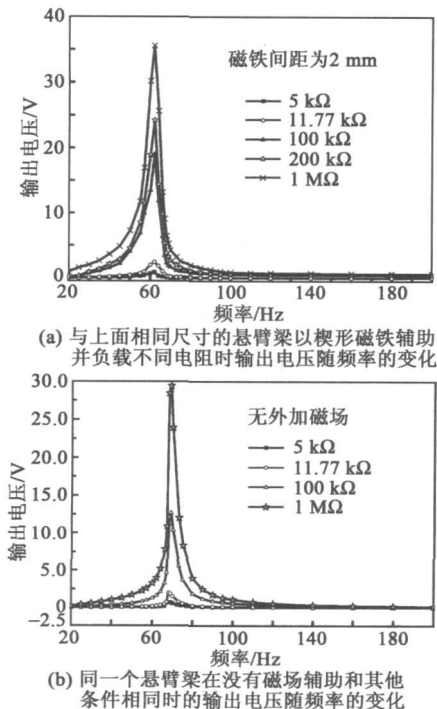 40
30
20
10
0
输出电压/V
磁铁间距为2 mm
5 kΩ
11.77 kΩ
100 kΩ
200 kΩ
1 MΩ
20 60 100 140 180
频率/Hz
(a) 与上面相同尺寸的悬臂梁以楔形磁铁辅助
并负载不同电阻时输出电压随频率的变化
30.0
25.0
20.0
15.0
10.0
5.0
0
-2.5
输出电压/V
无外加磁场
5 kΩ
11.77 kΩ
100 kΩ
1 MΩ
20 60 100 140 180
频率/Hz
(b) 同一个悬臂梁在没有磁场辅助和其他
条件相同时的输出电压随频率的变化